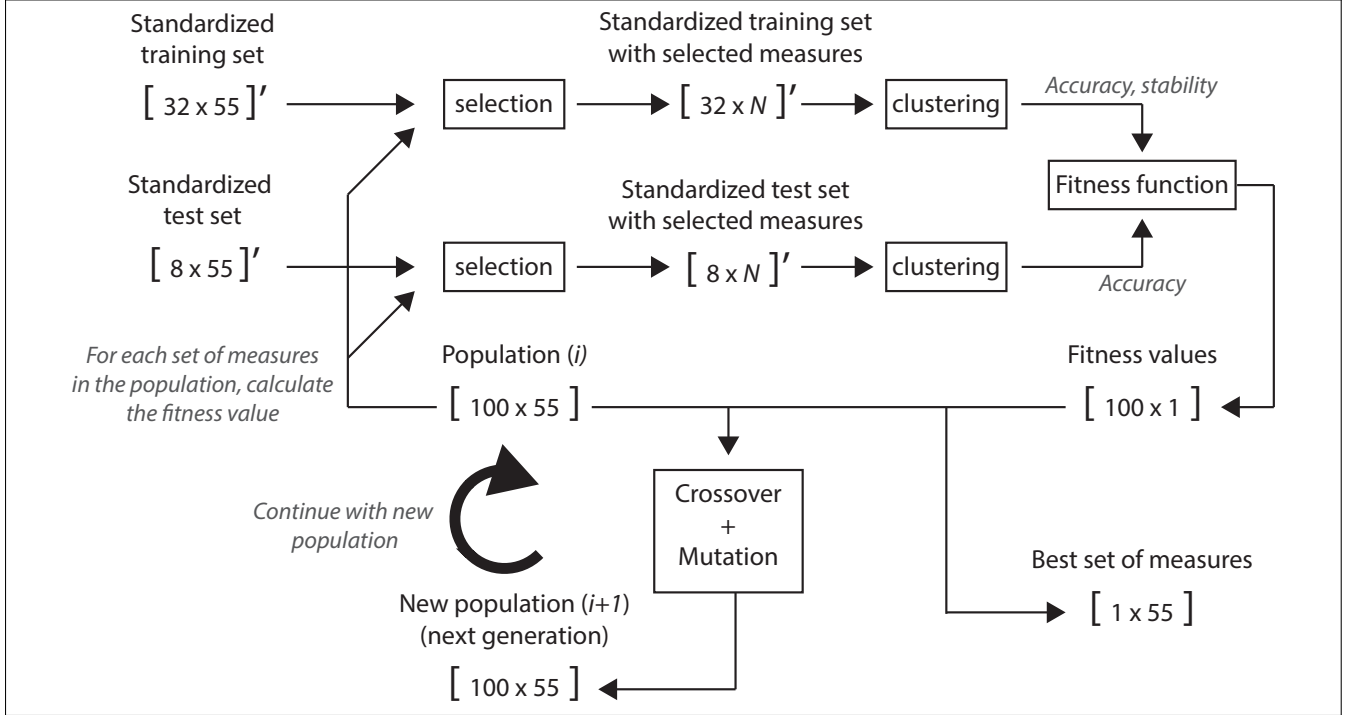 Standardized
training set
[ 32 x 55 ]′
selection
Standardized training set
with selected measures
[ 32 x N ]′
clustering
Accuracy, stability
Fitness function
Standardized
test set
[ 8 x 55 ]′
selection
Standardized test set
with selected measures
[ 8 x N ]′
clustering
Accuracy
For each set of measures
in the population, calculate
the fitness value
Population (i)
[ 100 x 55 ]
Fitness values
[ 100 x 1 ]
Crossover
+
Mutation
Continue with new
population
Best set of measures
[ 1 x 55 ]
New population (i+1)
(next generation)
[ 100 x 55 ]